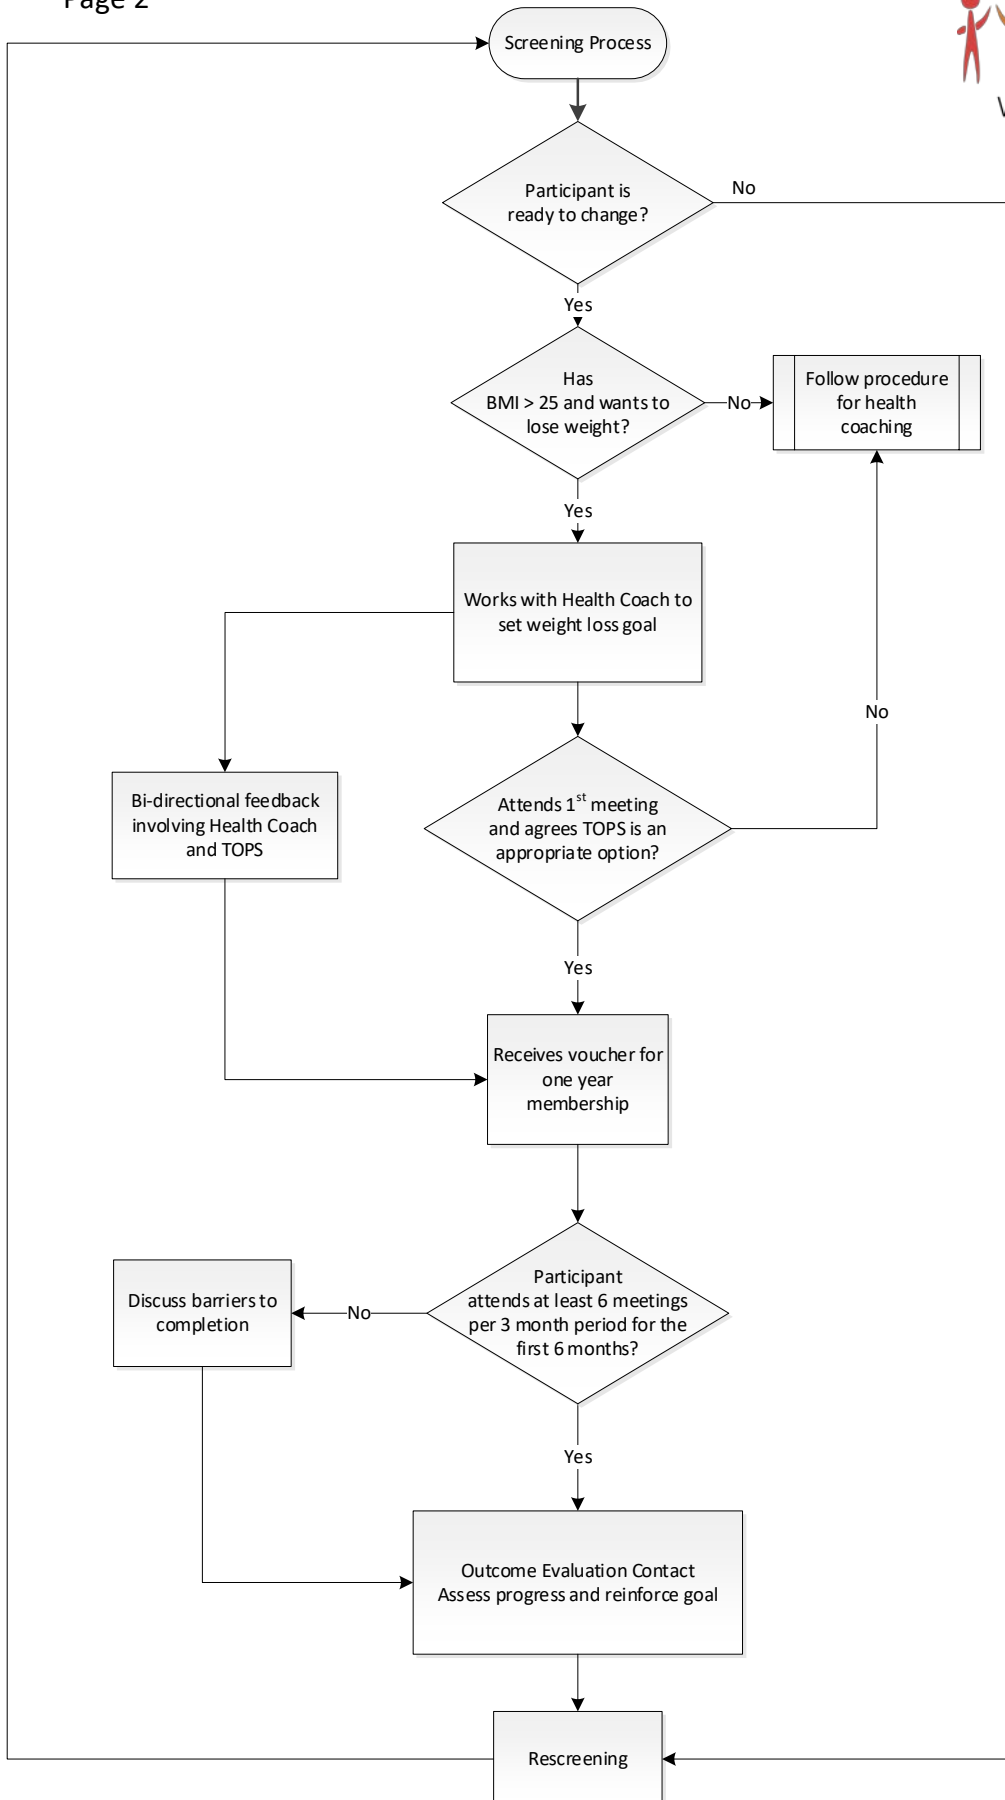 Page 2
Screening Process
Participant is
ready to change?
No
Yes
Has
BMI > 25 and wants to
lose weight?
No
Follow procedure
for health
coaching
Yes
Works with Health Coach to
set weight loss goal
No
Bi-directional feedback
involving Health Coach
and TOPS
Attends 1st meeting
and agrees TOPS is an
appropriate option?
Yes
Receives voucher for
one year
membership
Participant
attends at least 6 meetings
per 3 month period for the
first 6 months?
No
Discuss barriers to
completion
Yes
Outcome Evaluation Contact
Assess progress and reinforce goal
Rescreening